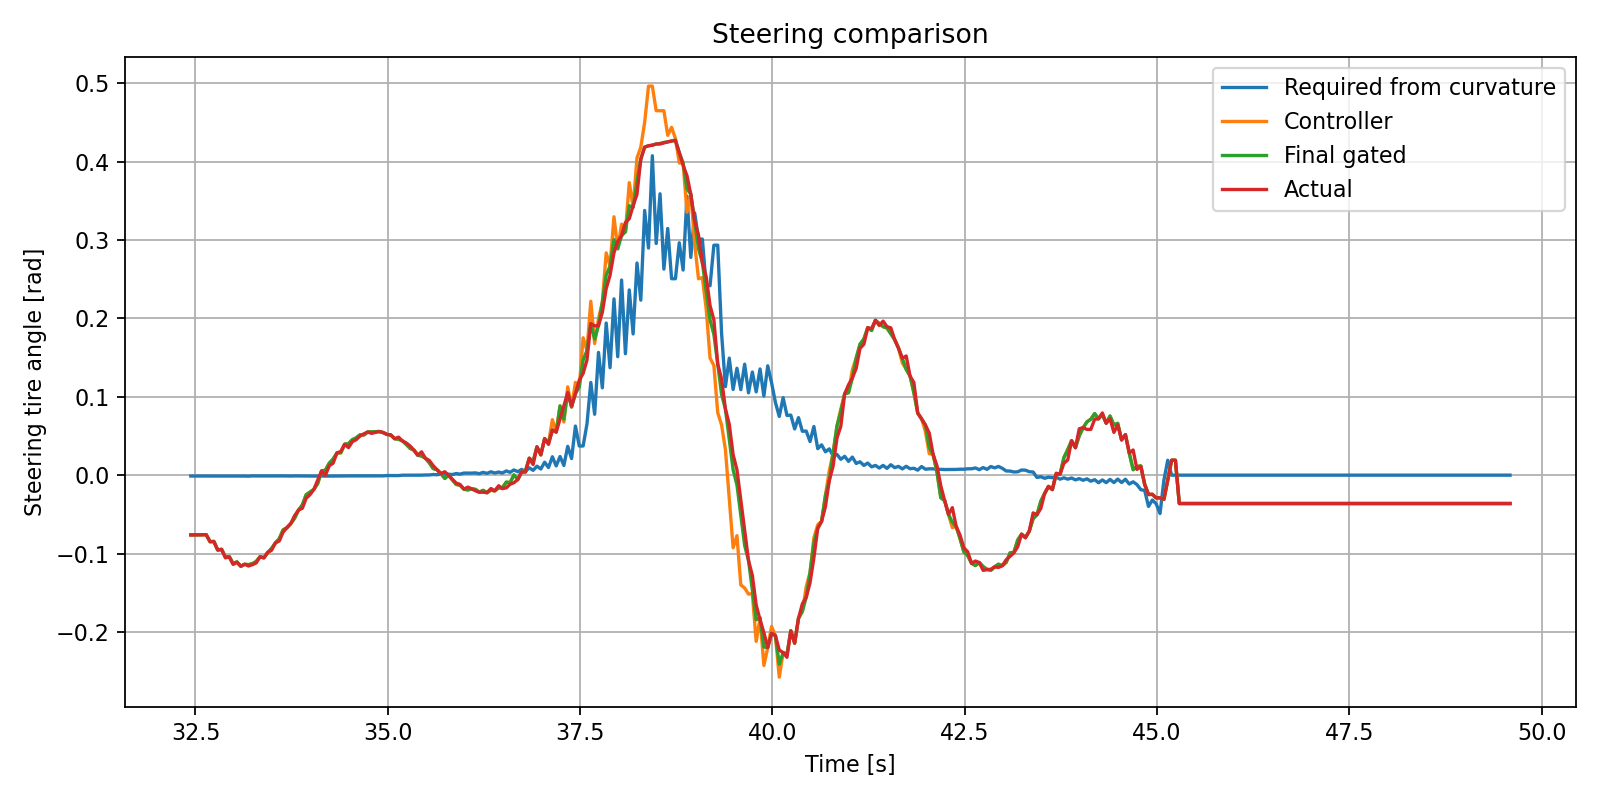 Steering comparison
Required from curvature
Controller
Final gated
Actual
Steering tire angle [rad]
0.5
0.4
0.3
0.2
0.1
0.0
−0.1
−0.2
32.5 35.0 37.5 40.0 42.5 45.0 47.5 50.0
Time [s]